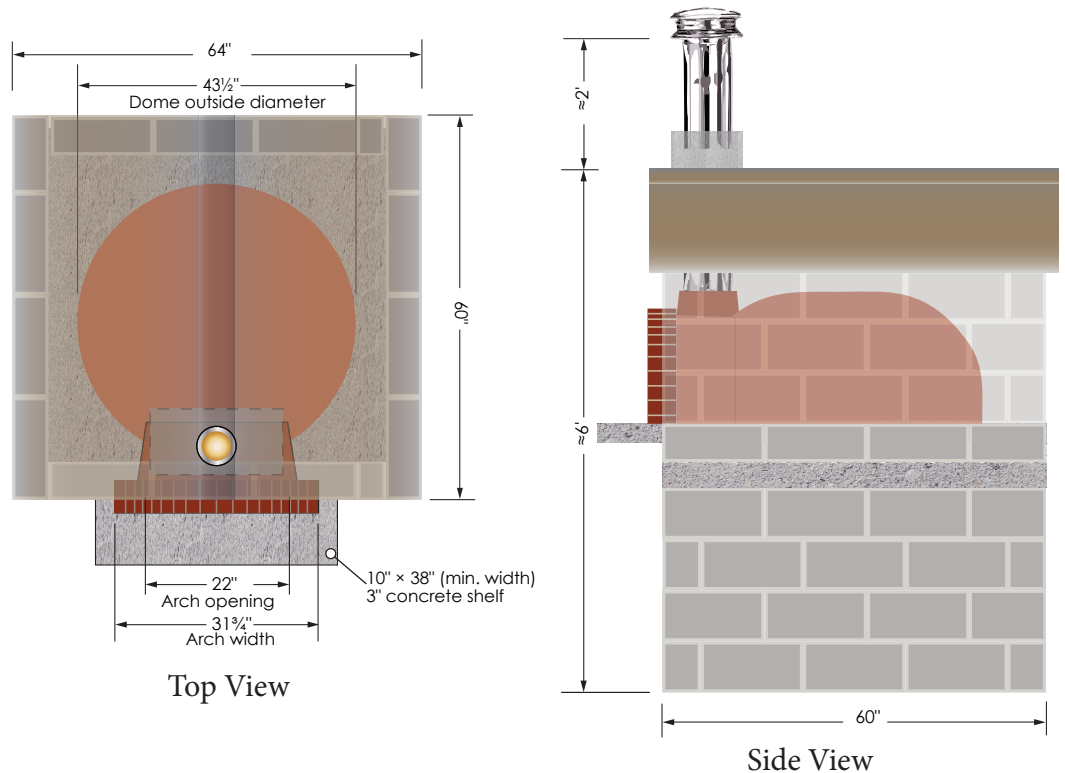 64"
43½"
Dome outside diameter
60"
22"
Arch opening
31¾"
Arch width
10" × 38" (min. width)
3" concrete shelf
Top View
≈2'
≈6'
60"
Side View